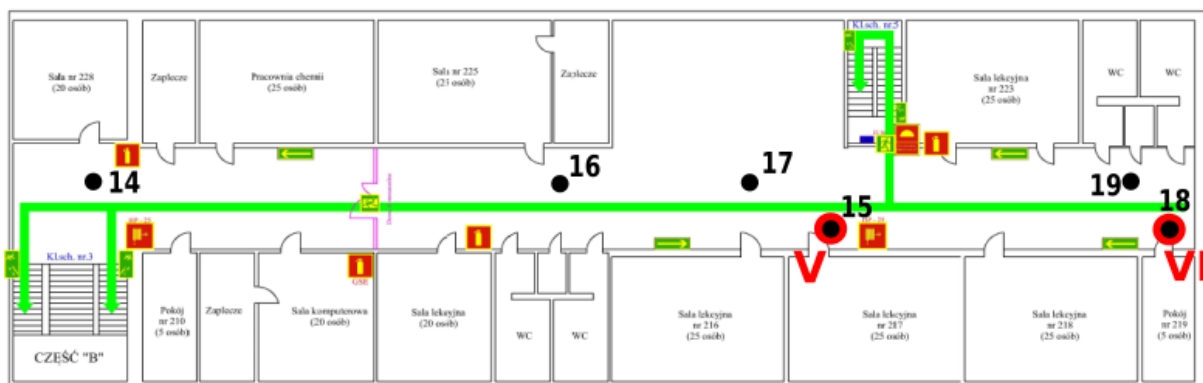 Kl.sch. nr.5
Sala nr 228
(20 osób)
Zaplecze
Pracownia chemii
(25 osób)
Sala nr 225
(25 osób)
Zaplecze
Sala lekcyjna
nr 223
(25 osób)
WC
WC
14
16
17
19
15
18
V
Kl.sch. nr.3
GSE
Pokój
nr 210
(5 osób)
Zaplecze
Sala komputerowa
(20 osób)
Sala lekcyjna
(20 osób)
WC
WC
Sala lekcyjna
nr 216
(25 osób)
Sala lekcyjna
nr 217
(25 osób)
Sala lekcyjna
nr 218
(25 osób)
Pokój
nr 219
(5 osób)
CZĘŚĆ "B"